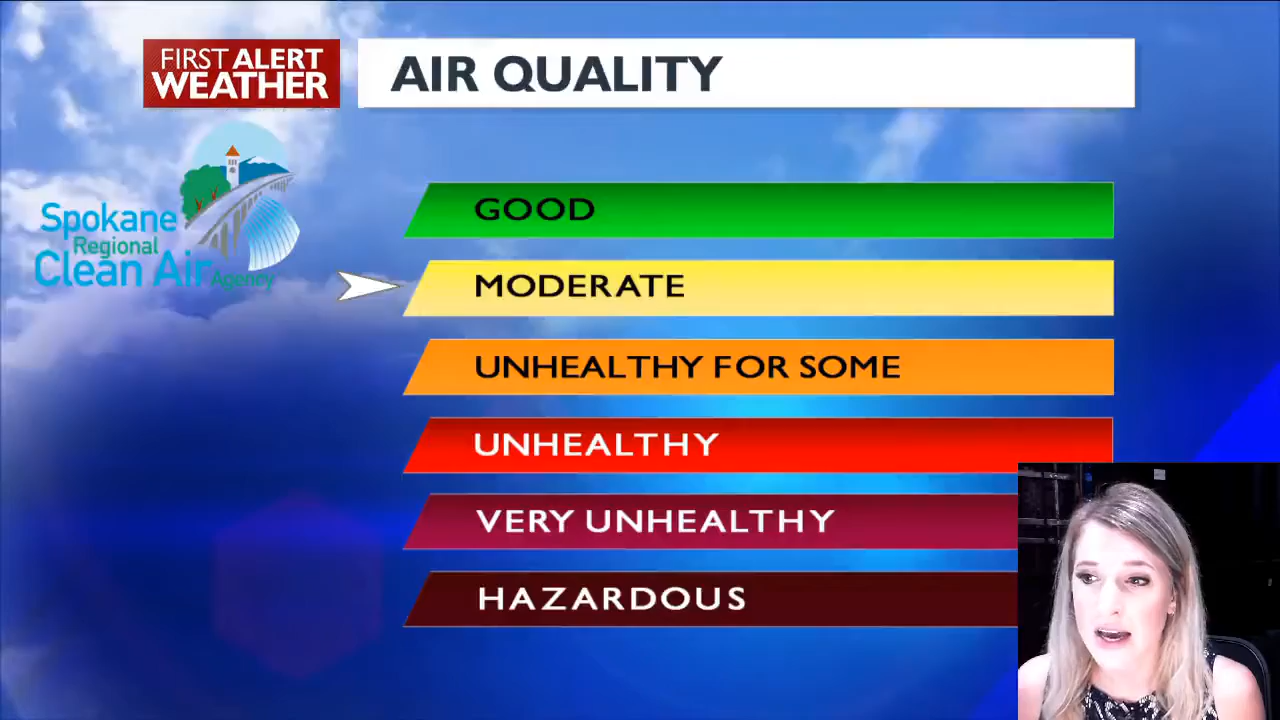 FIRST ALERT
WEATHER
AIR QUALITY
Spokane
Regional
Clean Air Agency
GOOD
MODERATE
UNHEALTHY FOR SOME
UNHEALTHY
VERY UNHEALTHY
HAZARDOUS